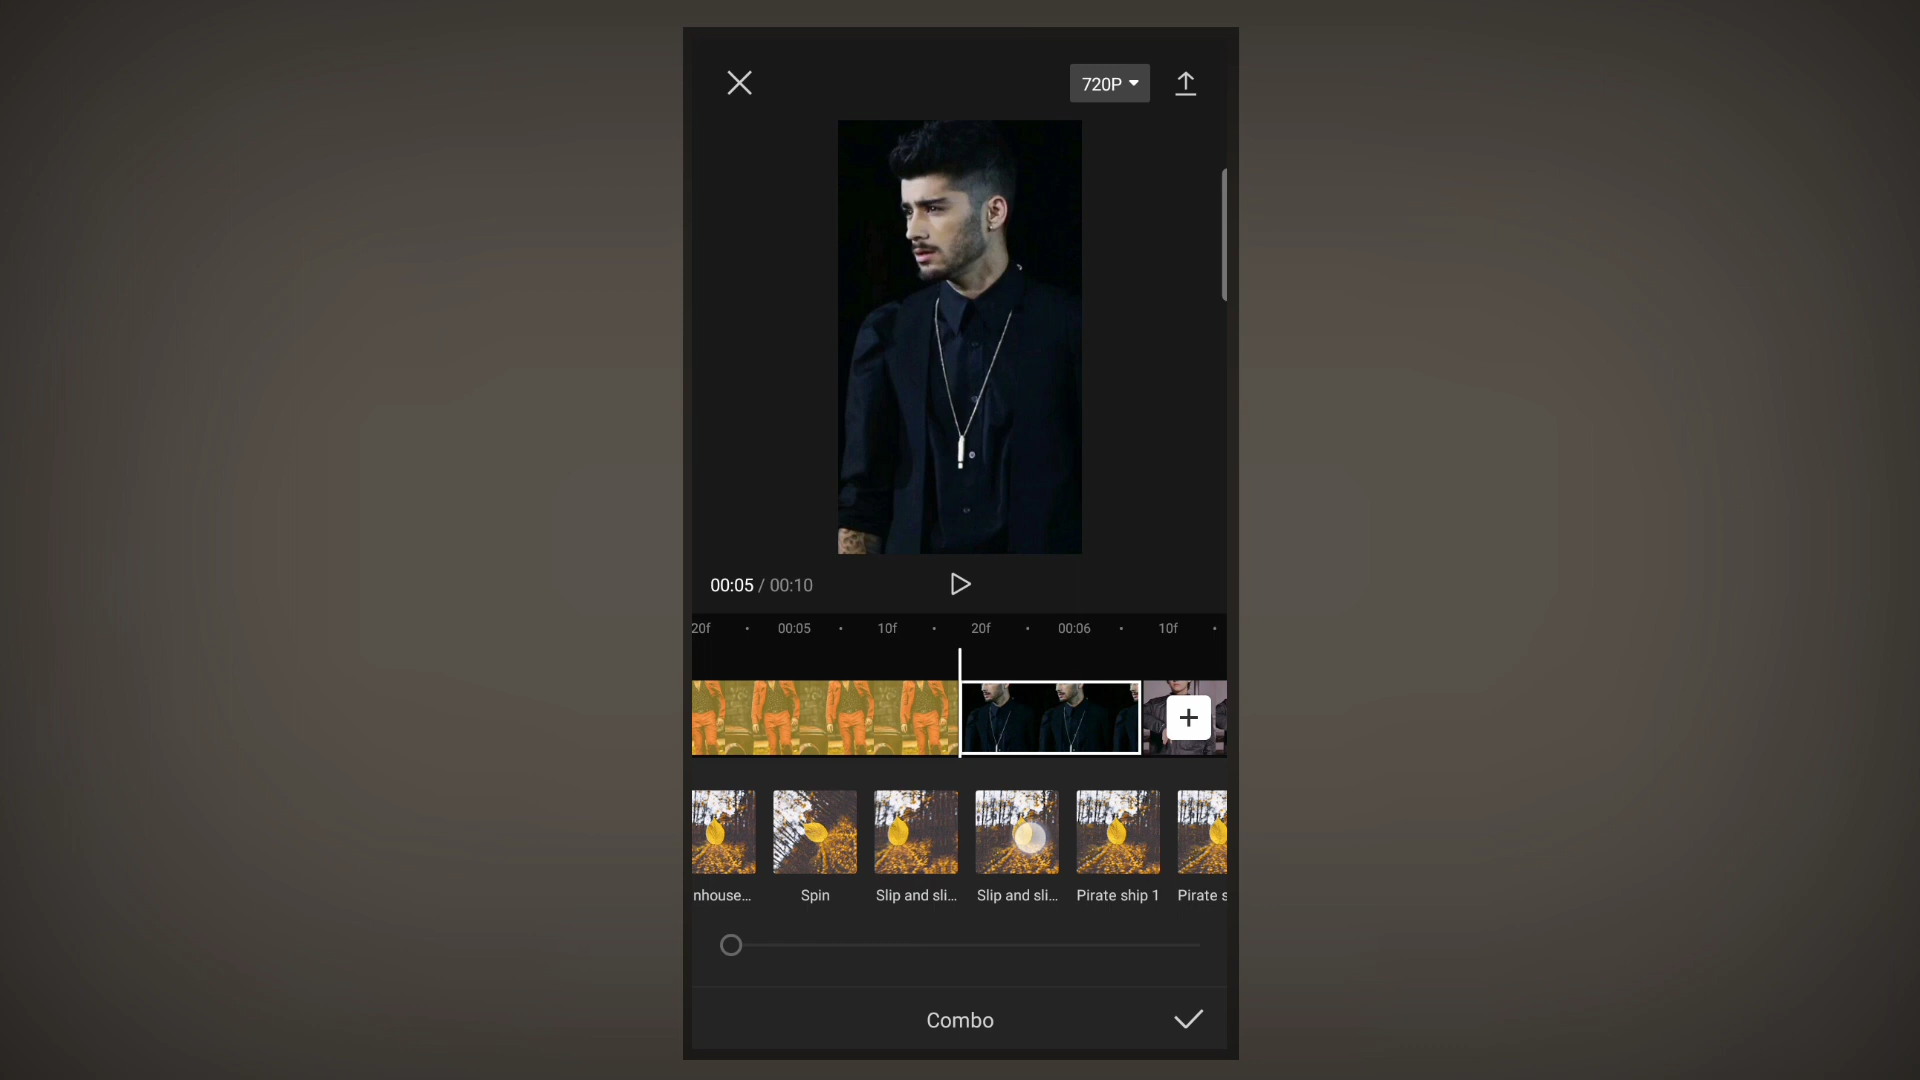 720P
00:05 / 00:10
20f 00:05 10f 20f 00:06 10f
nhouse... Spin Slip and sli... Slip and sli... Pirate ship 1 Pirate s
Combo